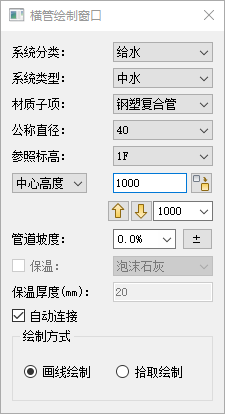 横管绘制窗口
系统分类: 给水
系统类型: 中水
材质子项: 钢塑复合管
公称直径: 40
参照标高: 1F
中心高度 1000
1000
管道坡度: 0.0% ±
保温: 泡沫石灰
保温厚度(mm): 20
自动连接
绘制方式
画线绘制 拾取绘制